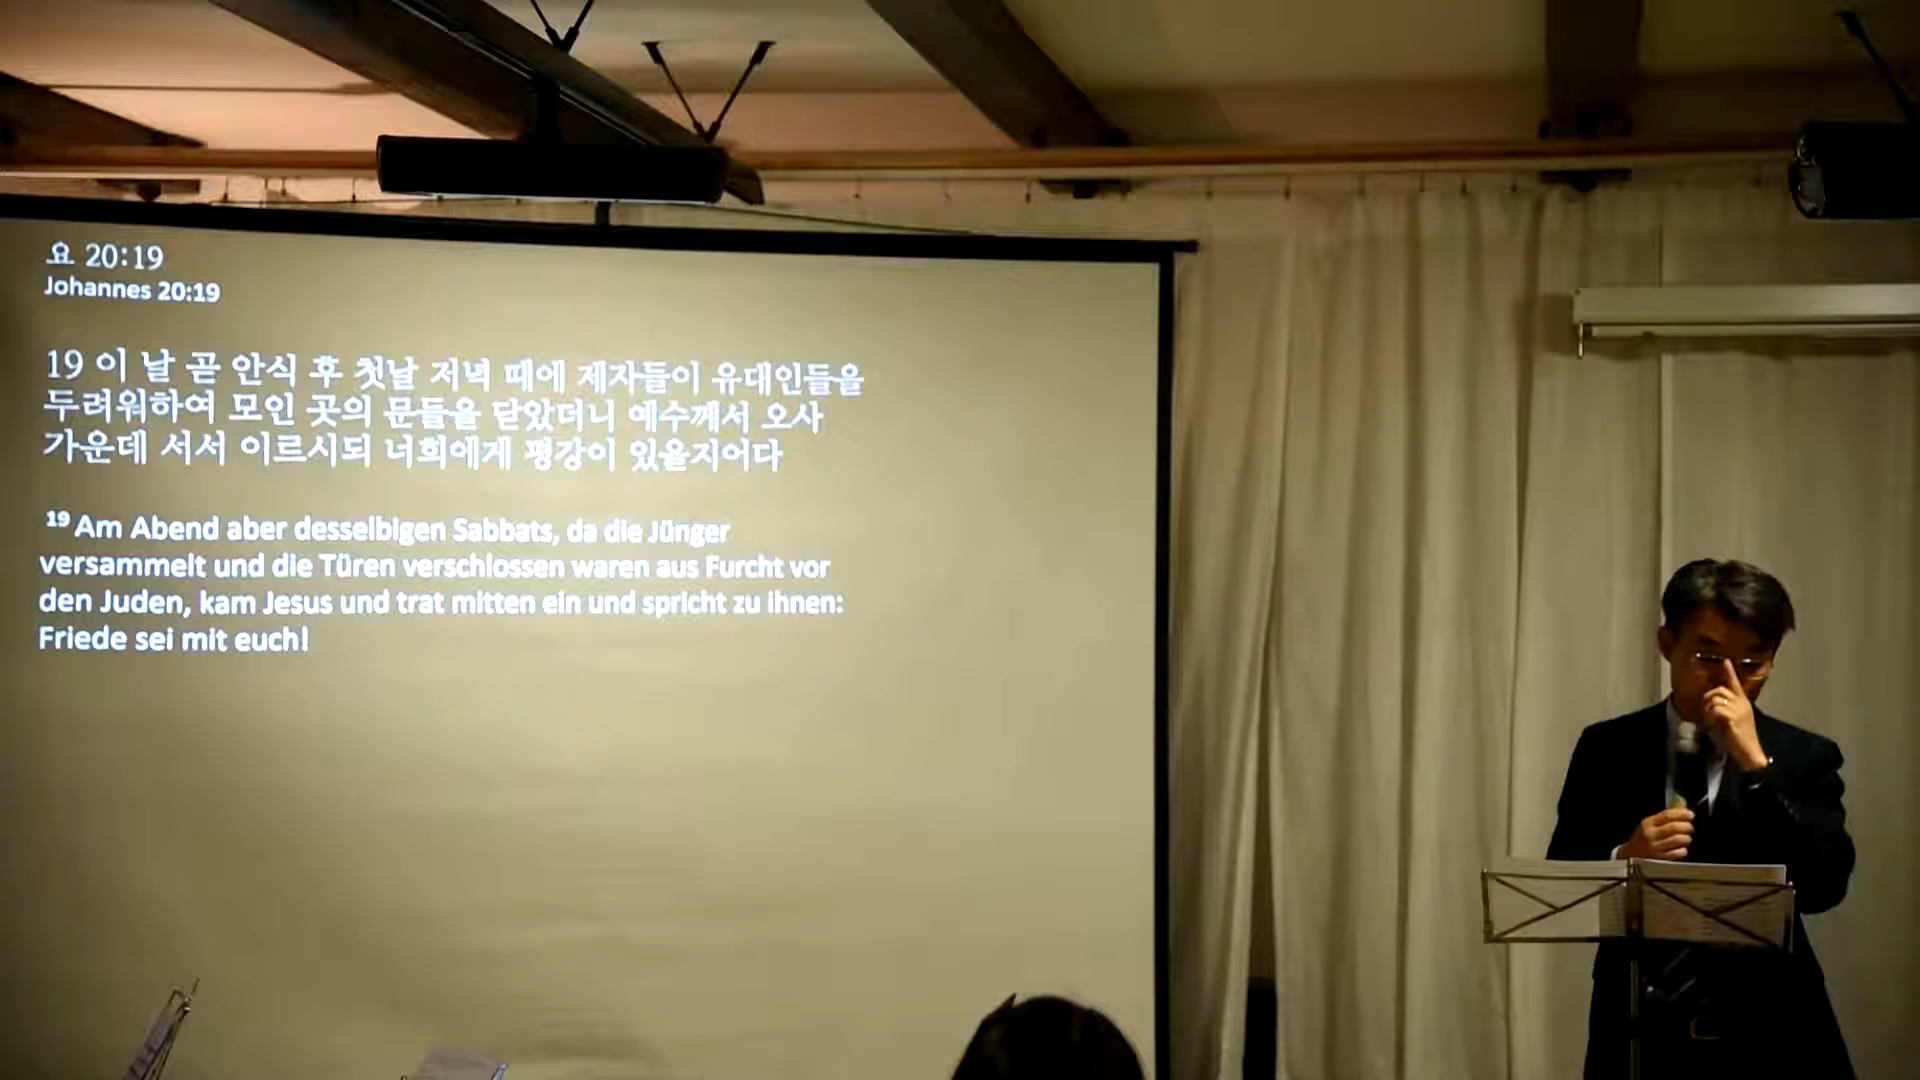 요 20:19
Johannes 20:19
19 이 날 곧 안식 후 첫날 저녁 때에 제자들이 유대인들을
두려워하여 모인 곳의 문들을 닫았더니 예수께서 오사
가운데 서서 이르시되 너희에게 평강이 있을지어다
19 Am Abend aber desselbigen Sabbats, da die Jünger
versammelt und die Türen verschlossen waren aus Furcht vor
den Juden, kam Jesus und trat mitten ein und spricht zu ihnen:
Friede sei mit euch!